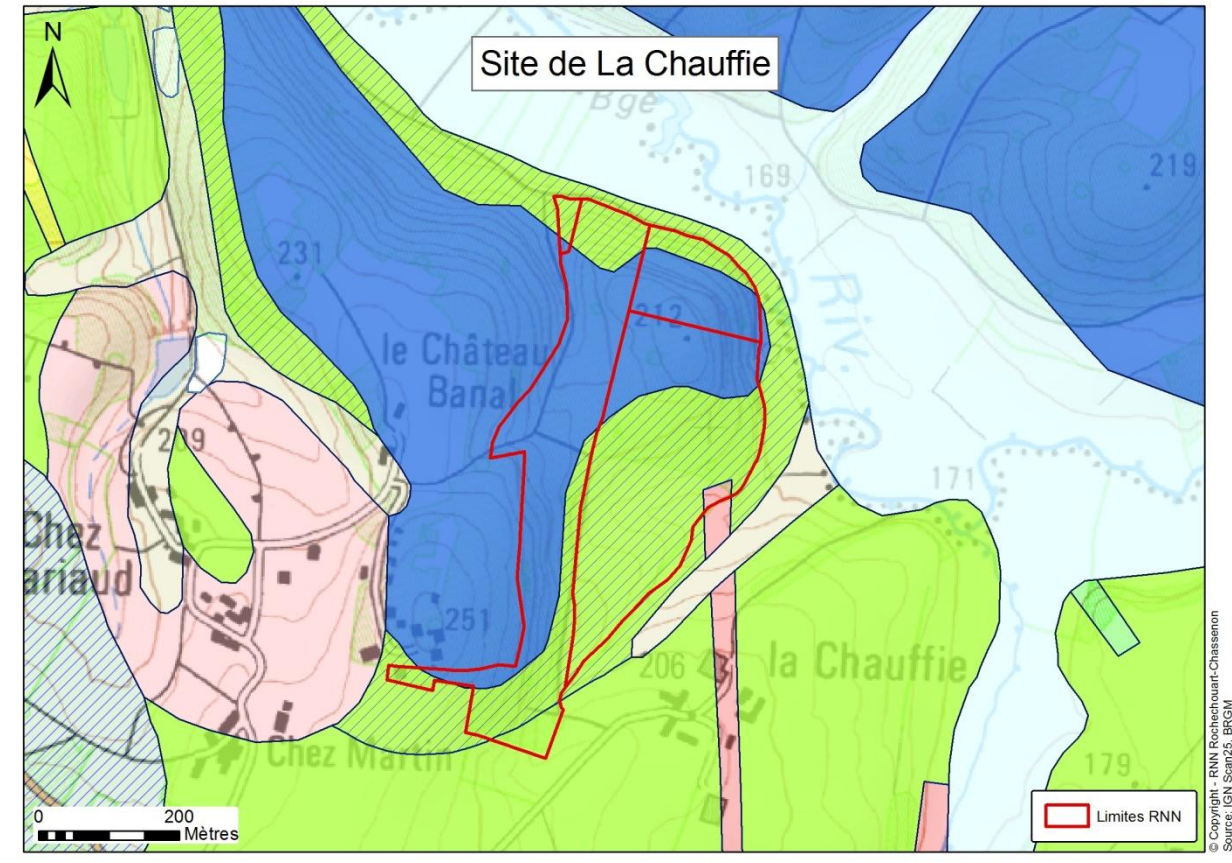 N
Site de La Chauffie
Bge
169
219
231
212
Riv.
le Château
Banal
209
171
Chez
ariaud
251
206
la Chauffie
Chez Martin
179
0 200
Mètres
Limites RNN
© Copyright - RNN Rochechouart-Chassenon
Source: IGN Scan25, BRGM